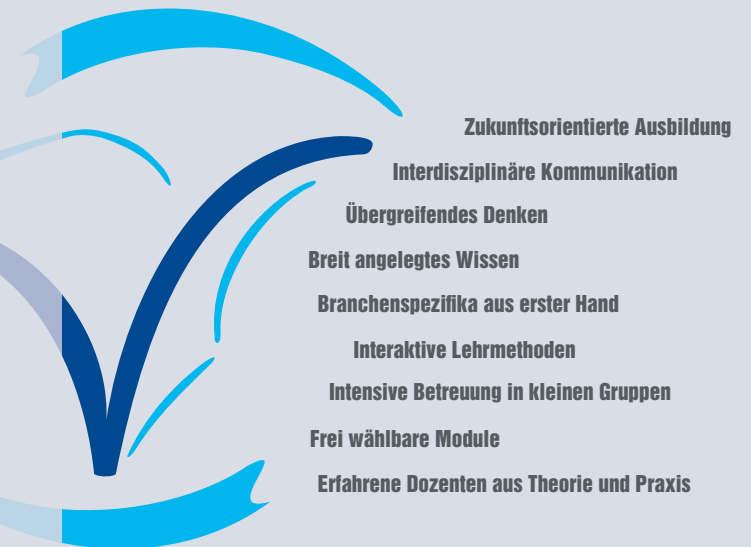 Zukunftsorientierte Ausbildung
Interdisziplinäre Kommunikation
Übergreifendes Denken
Breit angelegtes Wissen
Branchenspezifika aus erster Hand
Interaktive Lehrmethoden
Intensive Betreuung in kleinen Gruppen
Frei wählbare Module
Erfahrene Dozenten aus Theorie und Praxis